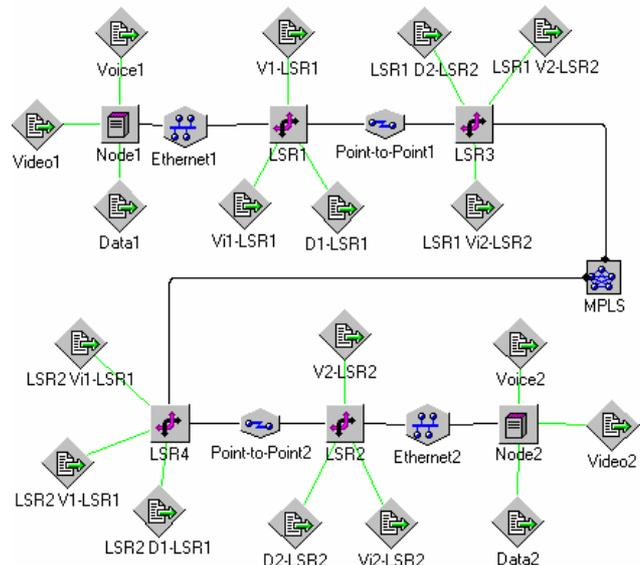 Voice1
V1-LSR1
LSR1 D2-LSR2
LSR1 V2-LSR2
Video1
Node1
Ethernet1
LSR1
Point-to-Point1
LSR3
Data1
Vi1-LSR1
D1-LSR1
LSR1 Vi2-LSR2
MPLS
LSR2 Vi1-LSR1
V2-LSR2
Voice2
LSR4
Point-to-Point2
LSR2
Ethernet2
Node2
Video2
LSR2 V1-LSR1
LSR2 D1-LSR1
D2-LSR2
Vi2-LSR2
Data2